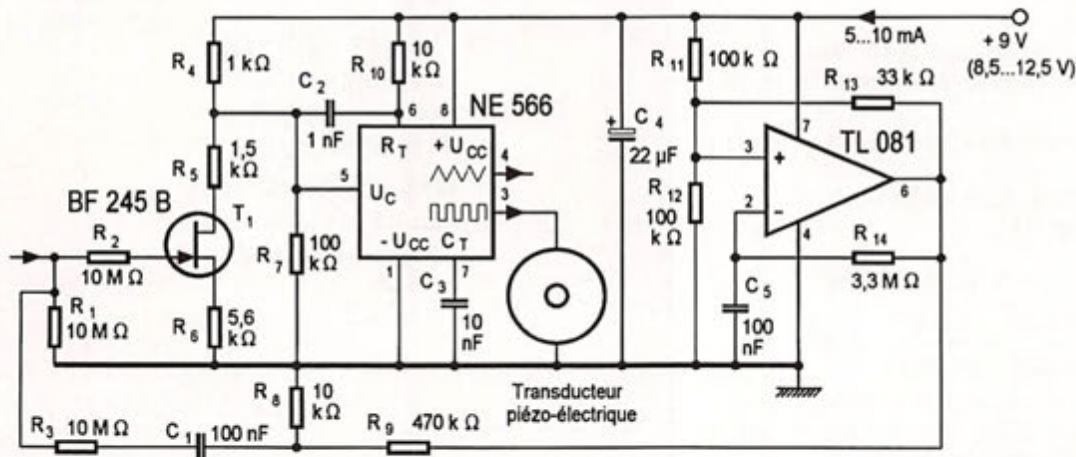 R4
1 kΩ
C2
1 nF
R10
10
kΩ
NE 566
6
8
RT
+ UCC
5
UC
4
3
- UCC
CT
1
7
R5
1,5
kΩ
BF 245 B
T1
R2
10 MΩ
R1
10 MΩ
R6
5,6
kΩ
R7
100
kΩ
C3
10
nF
+
C4
22 µF
R11
100 k Ω
R12
100
kΩ
R13
33 k Ω
5...10 mA
+ 9 V
(8,5...12,5 V)
TL 081
7
3
+
2
-
6
4
R14
3,3 M Ω
C5
100
nF
Transducteur
piézo-électrique
R8
10
kΩ
R3
10 M Ω
C1
100 nF
R9
470 k Ω